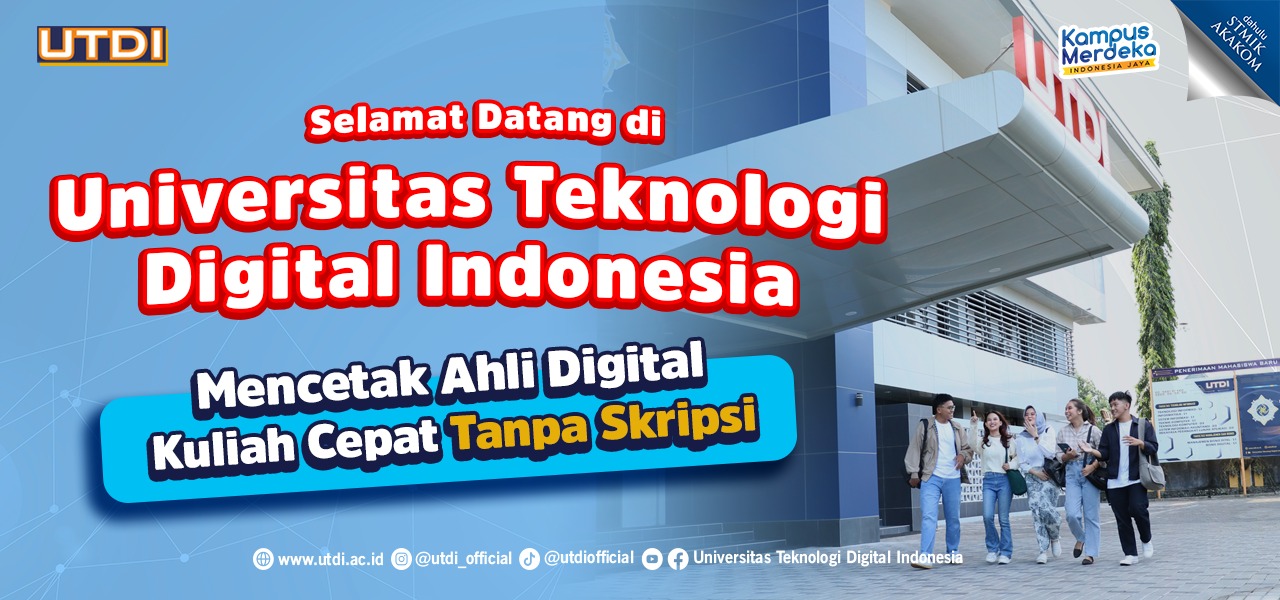 UTDI
Kampus
Merdeka
INDONESIA JAYA
dahulu
STMIK
AKAKOM
UTDI
Selamat Datang di
Universitas Teknologi
Digital Indonesia
Mencetak Ahli Digital
Kuliah Cepat Tanpa Skripsi
PENERIMAAN MAHASISWA BARU
UTDI
www.utdi.ac.id @utdi_official @utdiofficial Universitas Teknologi Digital Indonesia